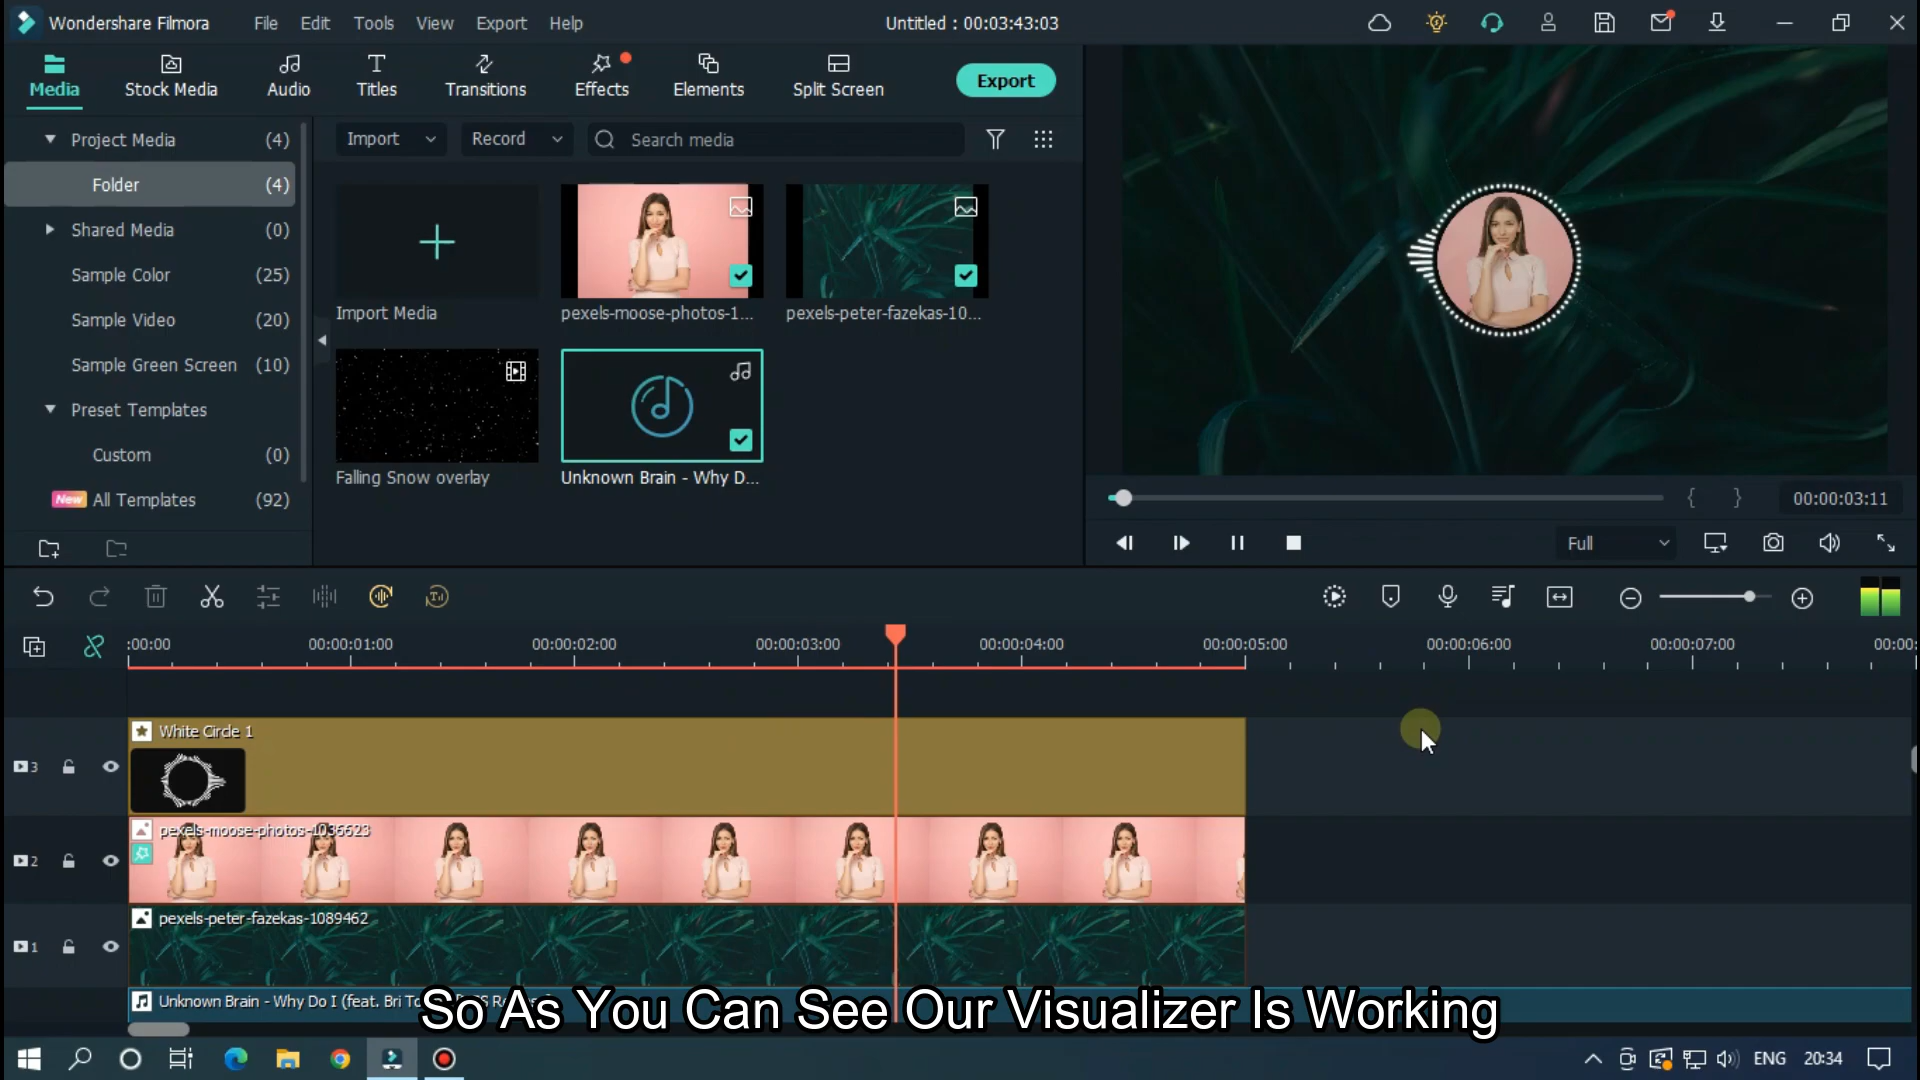 Wondershare Filmora File Edit Tools View Export Help Untitled : 00:03:43:03
Media Stock Media Audio Titles Transitions Effects Elements Split Screen Export
Project Media (4) Import Record Search media
Folder (4)
Shared Media (0)
Sample Color (25)
Sample Video (20)
Sample Green Screen (10)
Preset Templates
Custom (0)
New All Templates (92)
Import Media pexels-moose-photos-1... pexels-peter-fazekas-10...
Falling Snow overlay Unknown Brain - Why D...
{ } 00:00:03:11
Full
:00:00 00:00:01:00 00:00:02:00 00:00:03:00 00:00:04:00 00:00:05:00 00:00:06:00 00:00:07:00 00:00:
White Circle 1
3
pexels-moose-photos-1036623
2
pexels-peter-fazekas-1089462
1
Unknown Brain - Why Do I (feat. Bri
So As You Can See Our Visualizer Is Working
ENG 20:34